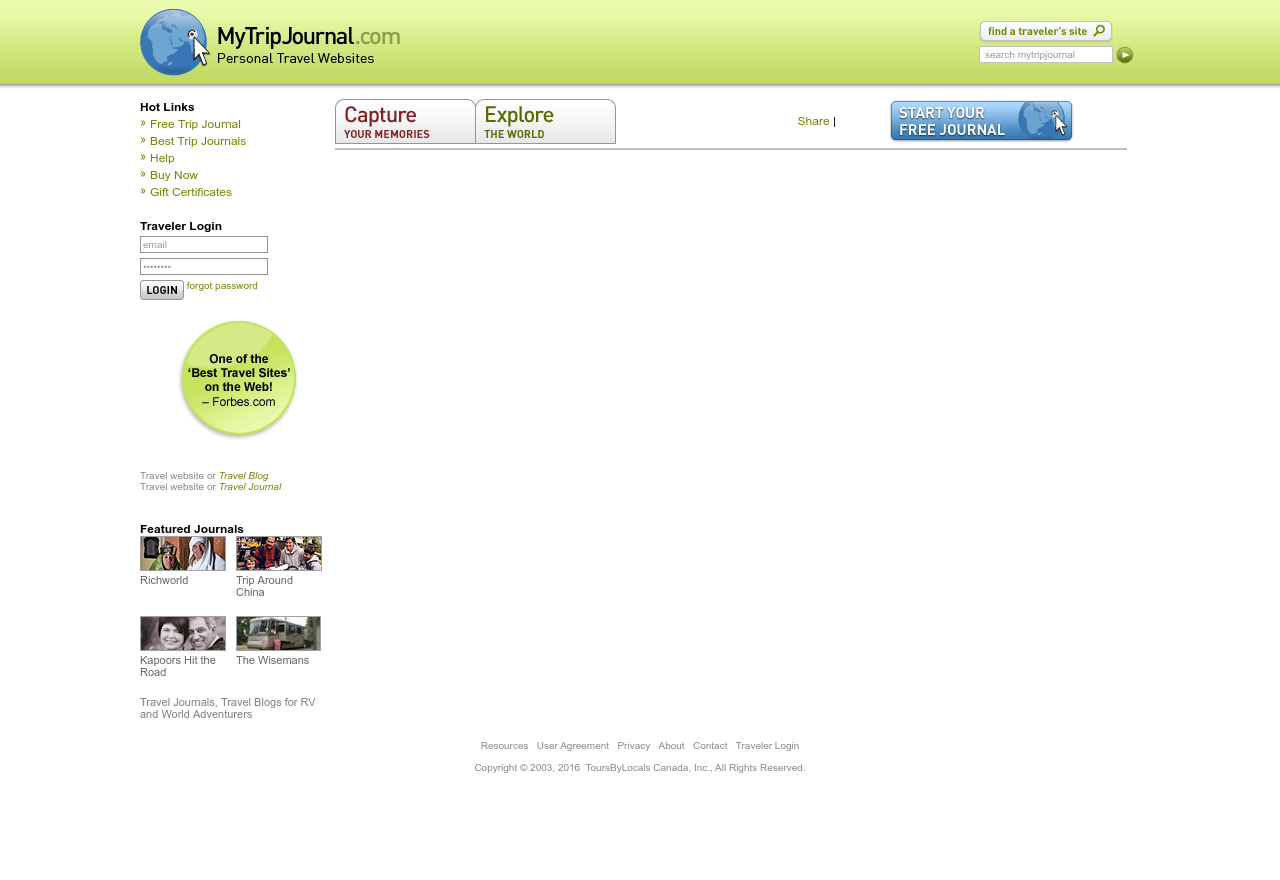 MyTripJournal.com
Personal Travel Websites
find a traveler's site
search mytripjournal
Hot Links
» Free Trip Journal
» Best Trip Journals
» Help
» Buy Now
» Gift Certificates
Capture
YOUR MEMORIES
Explore
THE WORLD
Share |
START YOUR
FREE JOURNAL
Traveler Login
email
••••••••
LOGIN forgot password
One of the
‘Best Travel Sites’
on the Web!
– Forbes.com
Travel website or Travel Blog
Travel website or Travel Journal
Featured Journals
Richworld
Trip Around
China
Kapoors Hit the
Road
The Wisemans
Travel Journals, Travel Blogs for RV
and World Adventurers
Resources User Agreement Privacy About Contact Traveler Login
Copyright © 2003, 2016 ToursByLocals Canada, Inc., All Rights Reserved.